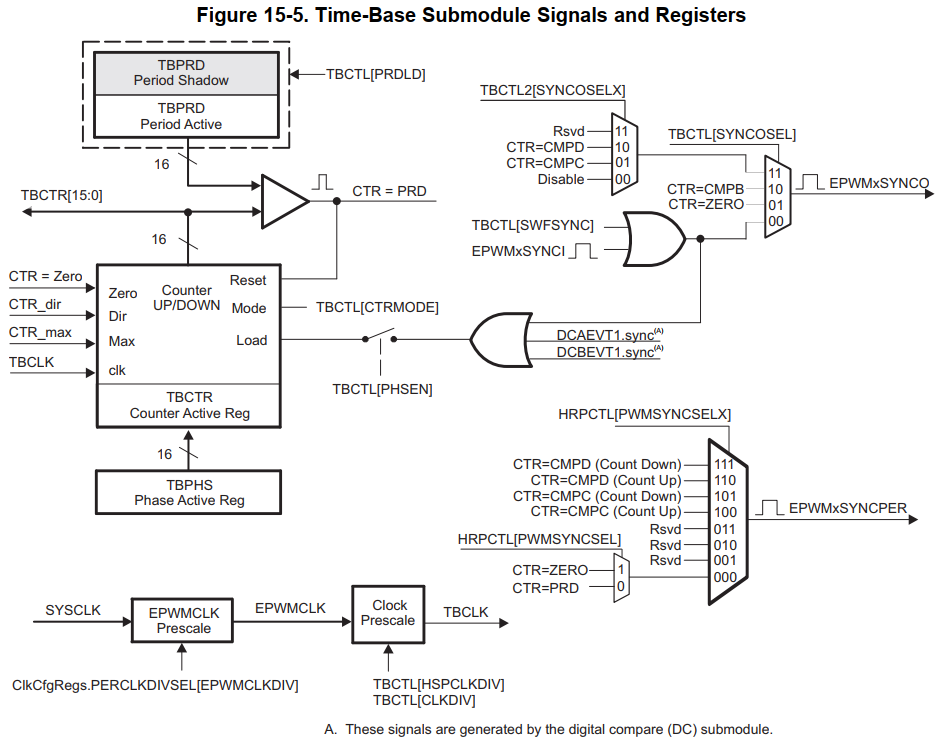 Figure 15-5. Time-Base Submodule Signals and Registers
TBPRD
Period Shadow
TBPRD
Period Active
TBCTL[PRDLD]
16
TBCTR[15:0]
CTR = PRD
16
CTR = Zero
CTR_dir
CTR_max
TBCLK
Zero
Dir
Max
clk
Counter
UP/DOWN
Reset
Mode
Load
TBCTL[CTRMODE]
TBCTR
Counter Active Reg
TBCTL[PHSEN]
16
TBPHS
Phase Active Reg
TBCTL2[SYNCOSELX]
Rsvd 11
CTR=CMPD 10
CTR=CMPC 01
Disable 00
TBCTL[SYNCOSEL]
11
CTR=CMPB 10
CTR=ZERO 01
00
EPWMxSYNCO
TBCTL[SWFSYNC]
EPWMxSYNCI
DCAEVT1.sync(A)
DCBEVT1.sync(A)
HRPCTL[PWMSYNCSELX]
CTR=CMPD (Count Down) 111
CTR=CMPD (Count Up) 110
CTR=CMPC (Count Down) 101
CTR=CMPC (Count Up) 100
Rsvd 011
Rsvd 010
Rsvd 001
000
EPWMxSYNCPER
HRPCTL[PWMSYNCSEL]
CTR=ZERO 1
CTR=PRD 0
SYSCLK
EPWMCLK
Prescale
EPWMCLK
Clock
Prescale
TBCLK
ClkCfgRegs.PERCLKDIVSEL[EPWMCLKDIV]
TBCTL[HSPCLKDIV]
TBCTL[CLKDIV]
A. These signals are generated by the digital compare (DC) submodule.